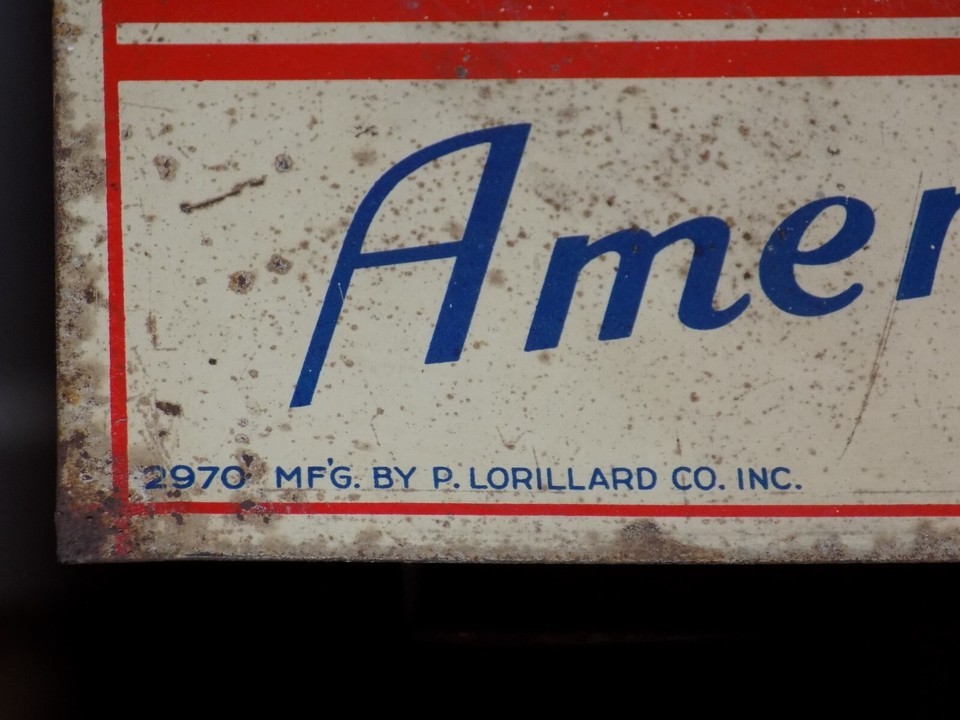 Amer
2970 MF'G. BY P. LORILLARD CO. INC.